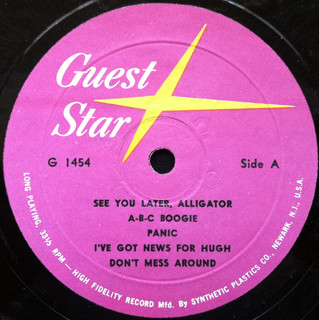 Guest
Star
G 1454
Side A
SEE YOU LATER, ALLIGATOR
A-B-C BOOGIE
PANIC
I'VE GOT NEWS FOR HUGH
DON'T MESS AROUND
LONG PLAYING, 33⅓ RPM — HIGH FIDELITY RECORD Mfd. By SYNTHETIC PLASTICS CO., NEWARK, N.J., U.S.A.